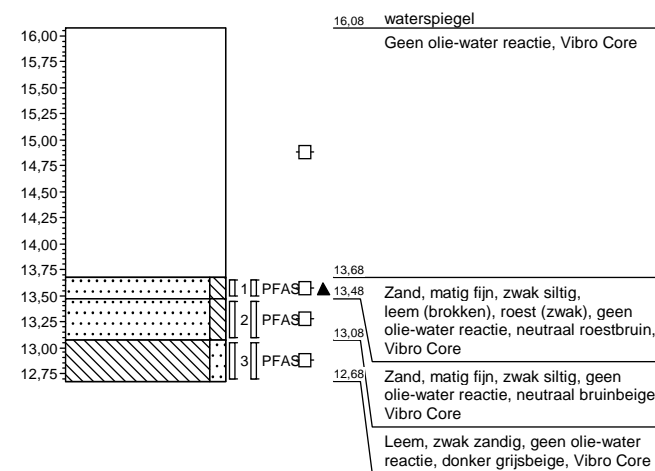 16,08 waterspiegel
Geen olie-water reactie, Vibro Core
16,00
15,75
15,50
15,25
15,00
14,75
14,50
14,25
14,00
13,75
13,50
13,25
13,00
12,75
1 PFAS
2 PFAS
3 PFAS
13,68
Zand, matig fijn, zwak siltig,
leem (brokken), roest (zwak), geen
olie-water reactie, neutraal roestbruin,
Vibro Core
13,48
Zand, matig fijn, zwak siltig, geen
olie-water reactie, neutraal bruinbeige
Vibro Core
13,08
Leem, zwak zandig, geen olie-water
reactie, donker grijsbeige, Vibro Core
12,68